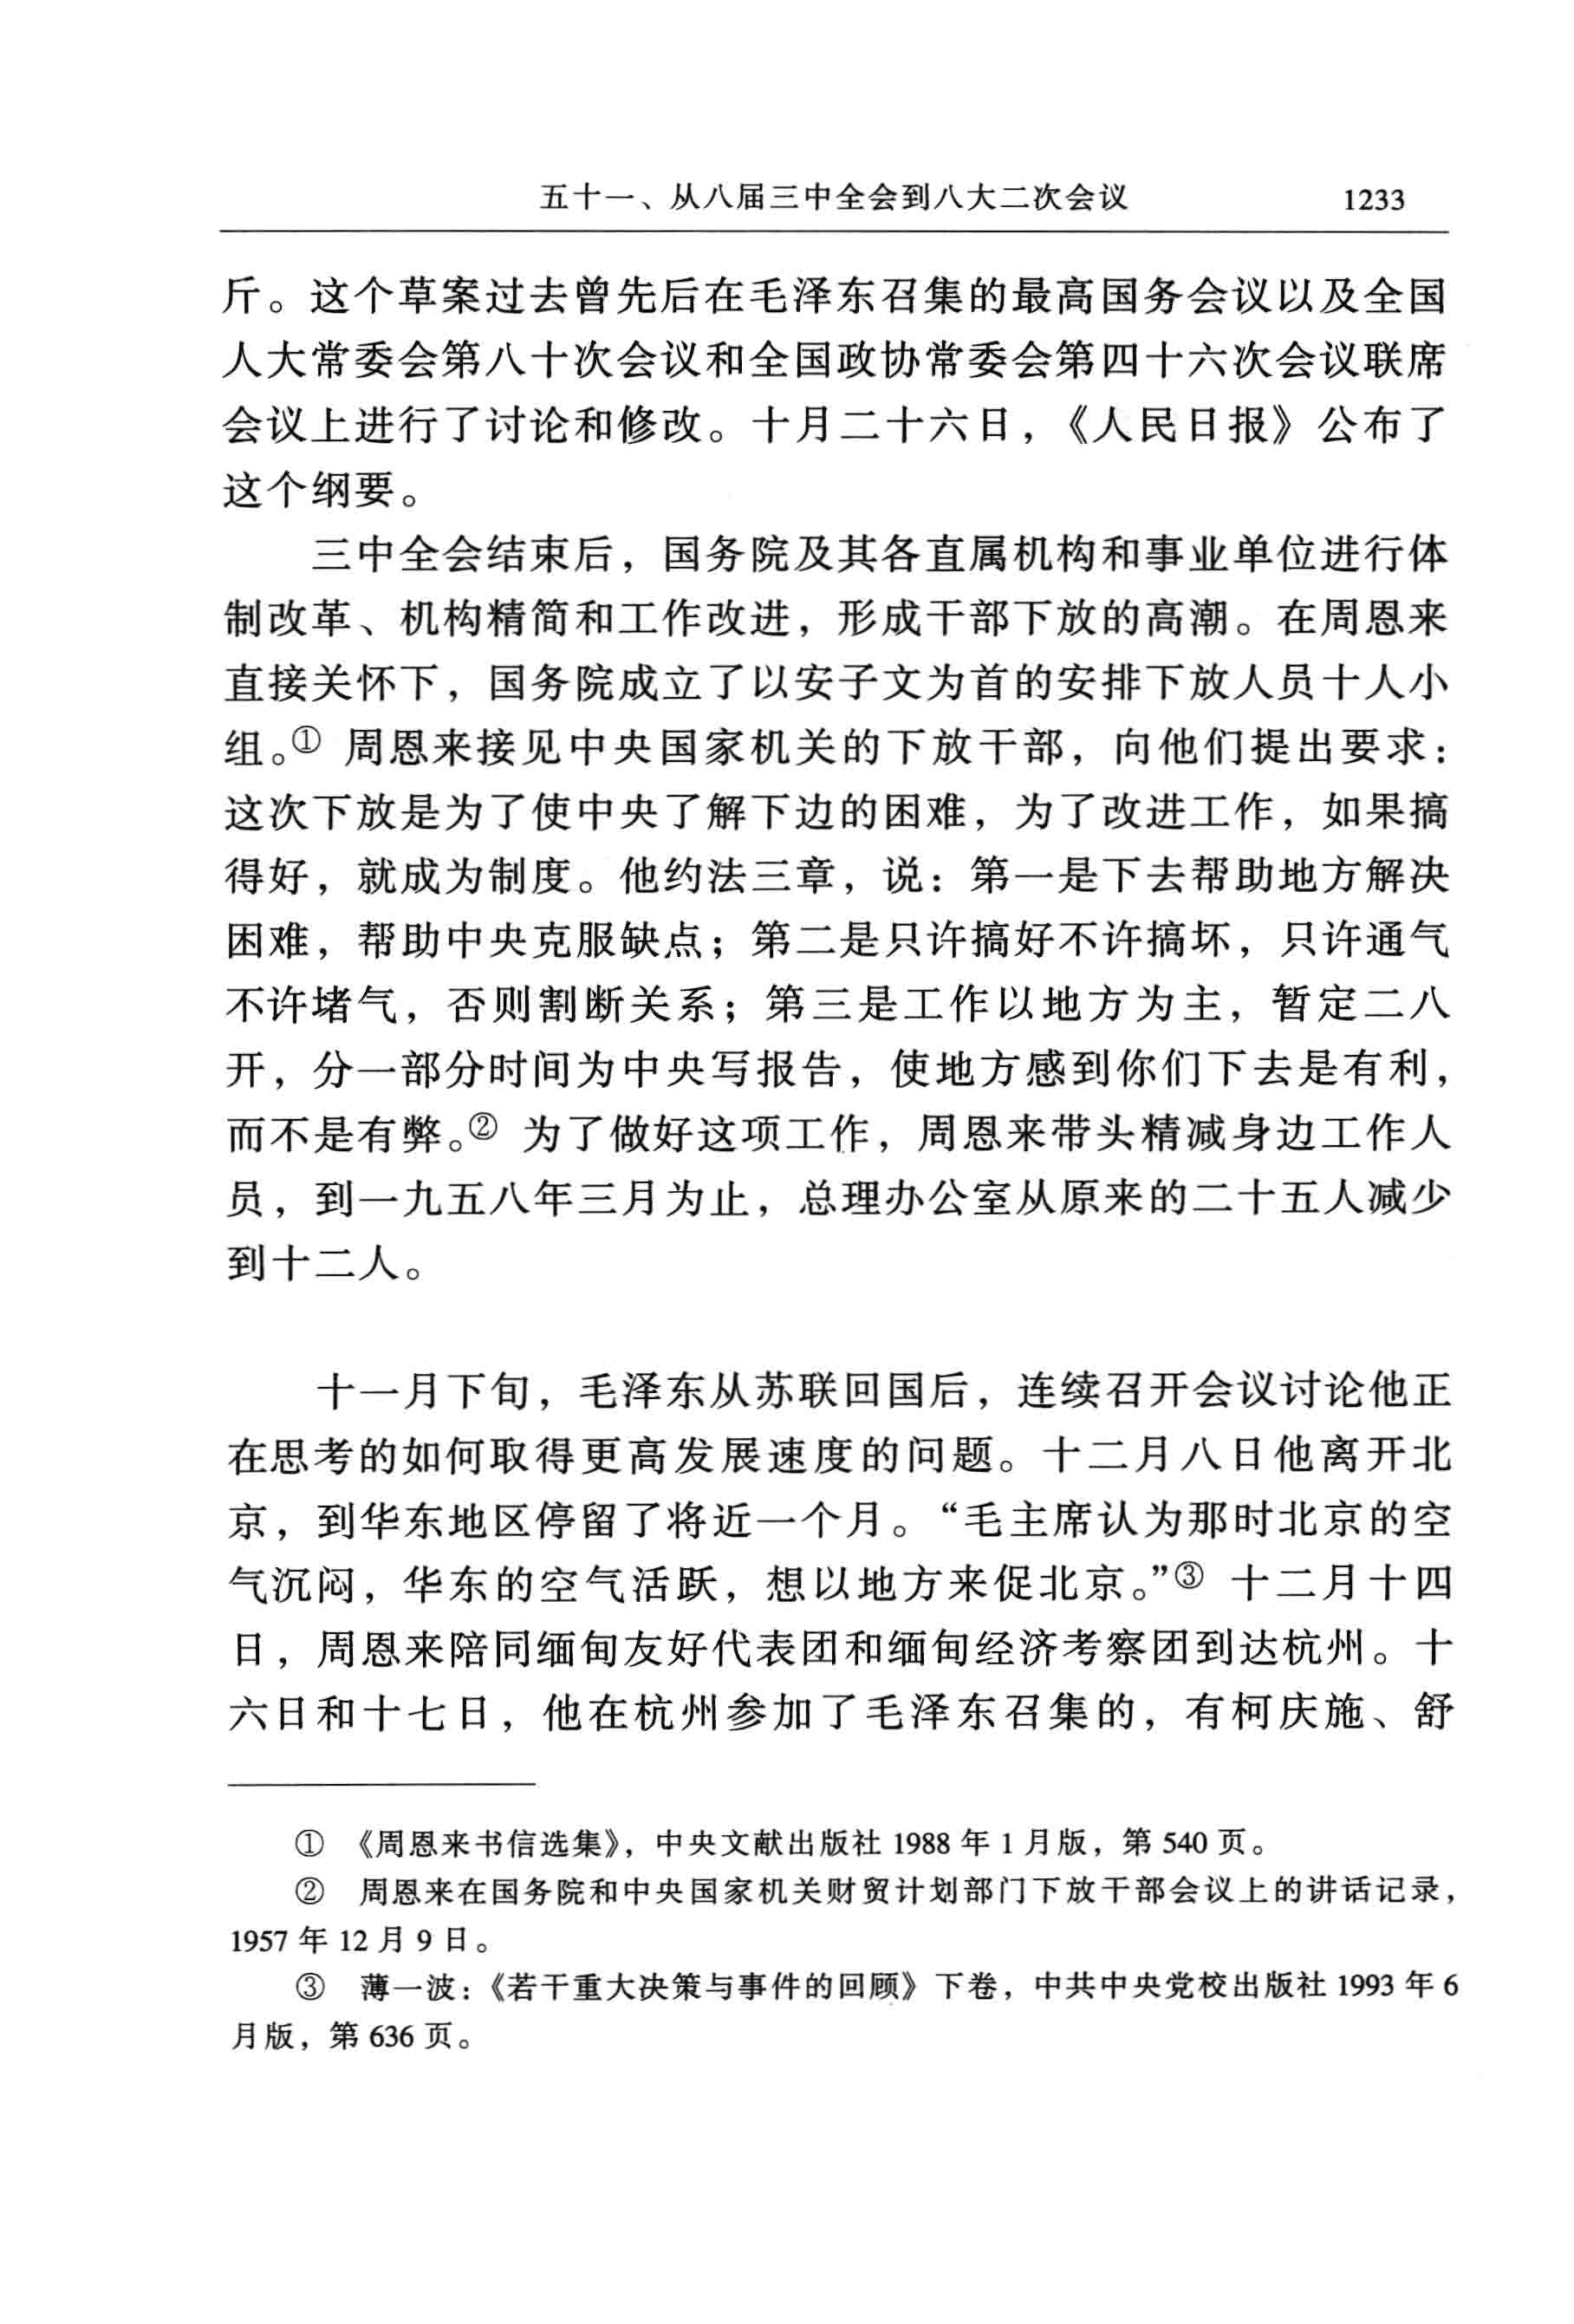 五十一、从八届三中全会到八大二次会议 1233
斤。这个草案过去曾先后在毛泽东召集的最高国务会议以及全国
人大常委会第八十次会议和全国政协常委会第四十六次会议联席
会议上进行了讨论和修改。十月二十六日，《人民日报》公布了
这个纲要。
三中全会结束后，国务院及其各直属机构和事业单位进行体
制改革、机构精简和工作改进，形成干部下放的高潮。在周恩来
直接关怀下，国务院成立了以安子文为首的安排下放人员十人小
组。① 周恩来接见中央国家机关的下放干部，向他们提出要求：
这次下放是为了使中央了解下边的困难，为了改进工作，如果搞
得好，就成为制度。他约法三章，说：第一是下去帮助地方解决
困难，帮助中央克服缺点；第二是只许搞好不许搞坏，只许通气
不许堵气，否则割断关系；第三是工作以地方为主，暂定二八
开，分一部分时间为中央写报告，使地方感到你们下去是有利，
而不是有弊。② 为了做好这项工作，周恩来带头精减身边工作人
员，到一九五八年三月为止，总理办公室从原来的二十五人减少
到十二人。
十一月下旬，毛泽东从苏联回国后，连续召开会议讨论他正
在思考的如何取得更高发展速度的问题。十二月八日他离开北
京，到华东地区停留了将近一个月。“毛主席认为那时北京的空
气沉闷，华东的空气活跃，想以地方来促北京。”③ 十二月十四
日，周恩来陪同缅甸友好代表团和缅甸经济考察团到达杭州。十
六日和十七日，他在杭州参加了毛泽东召集的，有柯庆施、舒
① 《周恩来书信选集》，中央文献出版社 1988 年 1 月版，第 540 页。
② 周恩来在国务院和中央国家机关财贸计划部门下放干部会议上的讲话记录，
1957 年 12 月 9 日。
③ 薄一波：《若干重大决策与事件的回顾》下卷，中共中央党校出版社 1993 年 6
月版，第 636 页。